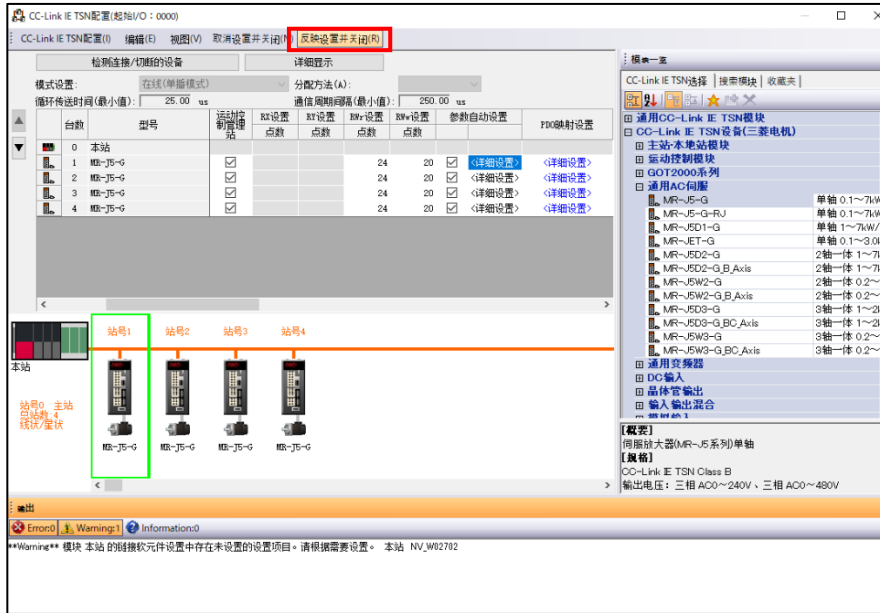 CC-Link IE TSN配置(起始I/O：0000)
CC-Link IE TSN配置(I) 编辑(E) 视图(V) 取消设置并关闭(N) 反映设置并关闭(R)
检测连接/切断的设备 详细显示
模式设置： 在线(单播模式) 分配方法(A)：
循环传送时间(最小值)： 25.00 us 通信周期间隔(最小值)： 250.00 us
台数 型号 运动控制管理站 RX设置 RY设置 RWr设置 RWw设置 参数自动设置 PDO映射设置
点数 点数 点数 点数
0 本站
1 MR-J5-G 24 20 <详细设置> <详细设置>
2 MR-J5-G 24 20 <详细设置> <详细设置>
3 MR-J5-G 24 20 <详细设置> <详细设置>
4 MR-J5-G 24 20 <详细设置> <详细设置>
站号1 站号2 站号3 站号4
本站
站号0 主站
总站数 4
线状/星状
MR-J5-G MR-J5-G MR-J5-G MR-J5-G
模块一览
CC-Link IE TSN选择 搜索模块 收藏夹
通用CC-Link IE TSN模块
CC-Link IE TSN设备(三菱电机)
主站·本地站模块
运动控制模块
GOT2000系列
通用AC伺服
MR-J5-G 单轴 0.1～7kW
MR-J5-G-RJ 单轴 0.1～7kW
MR-J5D1-G 单轴 1～7kW/
MR-JET-G 单轴 0.1～3.0
MR-J5D2-G 2轴一体 1～7
MR-J5D2-G_B_Axis 2轴一体 1～7
MR-J5W2-G 2轴一体 0.2～
MR-J5W2-G_B_Axis 2轴一体 0.2～
MR-J5D3-G 3轴一体 1～2
MR-J5D3-G_BC_Axis 3轴一体 1～2
MR-J5W3-G 3轴一体 0.2～
MR-J5W3-G_BC_Axis 3轴一体 0.2～
通用变频器
DC输入
晶体管输出
输入输出混合
[概要]
伺服放大器(MR-J5系列)单轴
[规格]
CC-Link IE TSN Class B
输出电压：三相 AC0～240V、三相 AC0～480V
输出
Error:0 Warning:1 Information:0
**Warning** 模块 本站 的链接软元件设置中存在未设置的设置项目。请根据需要设置。 本站 NV_W02702